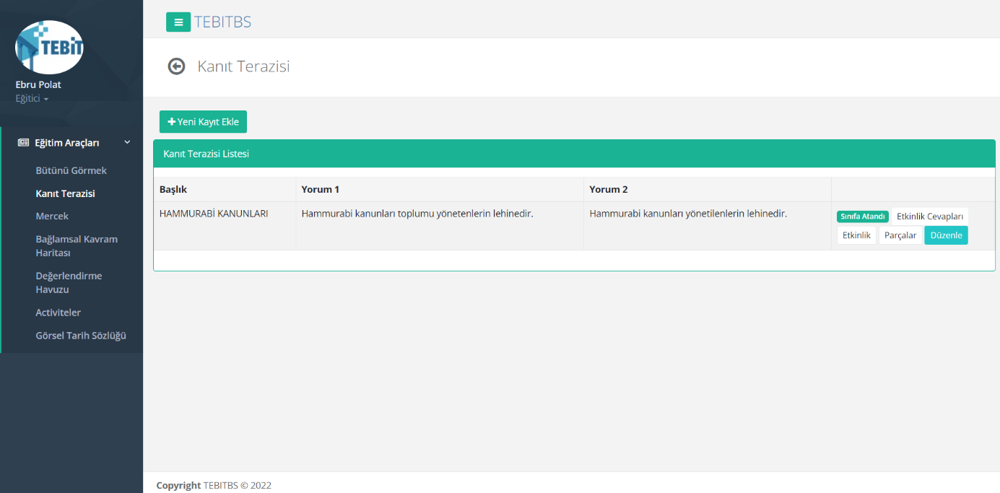 TEBİT
Ebru Polat
Eğitici
Eğitim Araçları
Bütünü Görmek
Kanıt Terazisi
Mercek
Bağlamsal Kavram
Haritası
Değerlendirme
Havuzu
Activiteler
Görsel Tarih Sözlüğü
TEBITBS
Kanıt Terazisi
Yeni Kayıt Ekle
Kanıt Terazisi Listesi
Başlık Yorum 1 Yorum 2
HAMMURABİ KANUNLARI Hammurabi kanunları toplumu yönetenlerin lehinedir. Hammurabi kanunları yönetilenlerin lehinedir. Sınıfa Atandı Etkinlik Cevapları
Etkinlik Parçalar Düzenle
Copyright TEBITBS © 2022